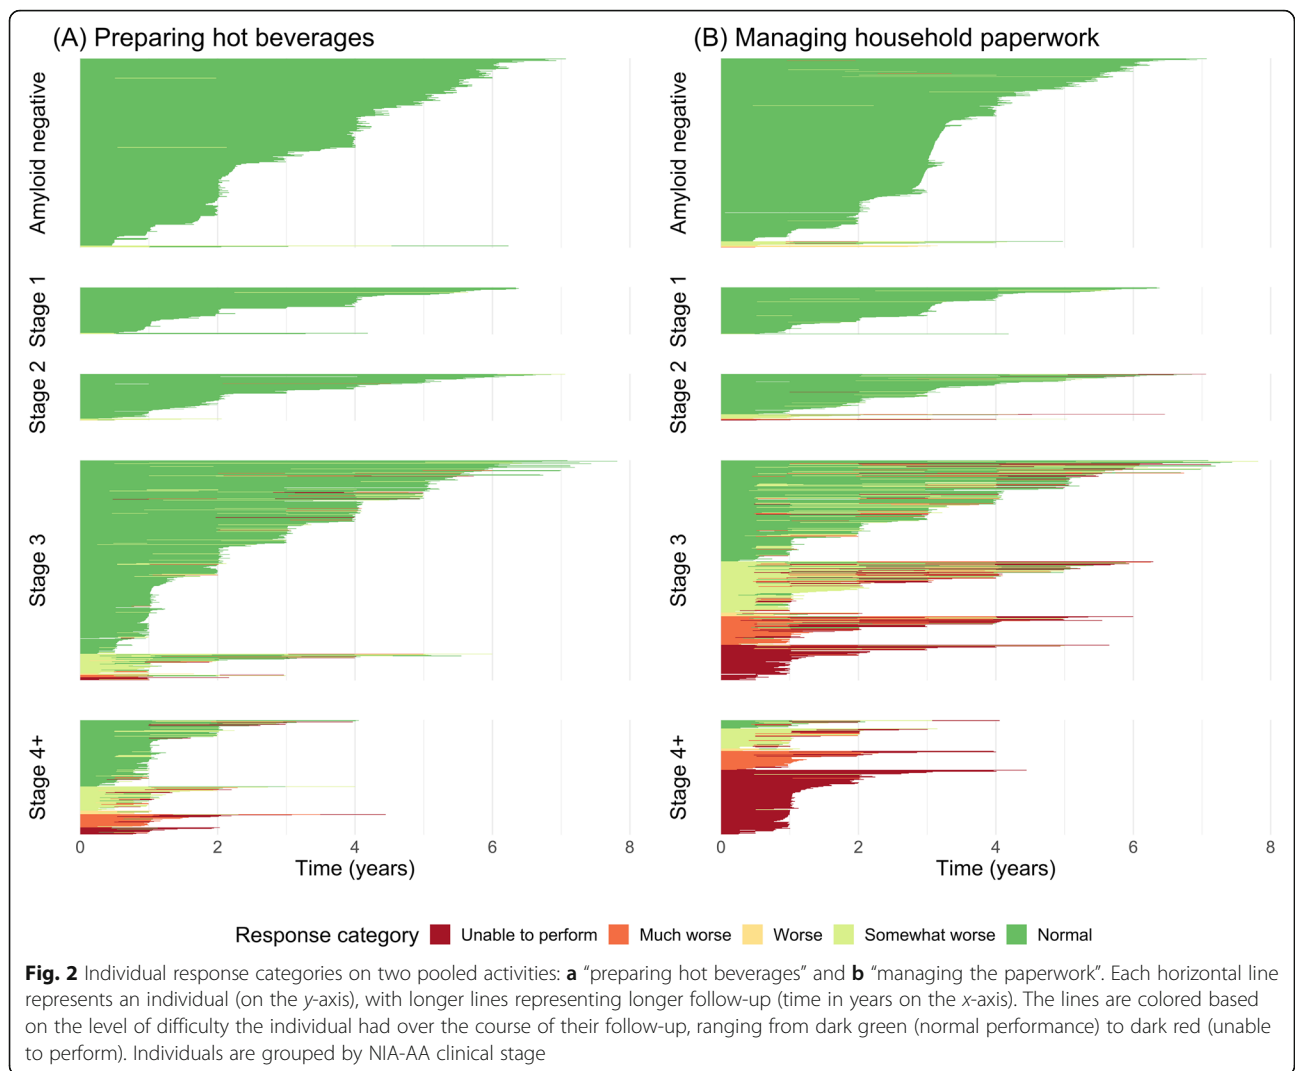 (A) Preparing hot beverages
(B) Managing household paperwork
Amyloid negative
Stage 1
Stage 2
Stage 3
Stage 4+
Amyloid negative
Stage 1
Stage 2
Stage 3
Stage 4+
0 2 4 6 8
Time (years)
0 2 4 6 8
Time (years)
Response category Unable to perform Much worse Worse Somewhat worse Normal
Fig. 2 Individual response categories on two pooled activities: a “preparing hot beverages” and b “managing the paperwork”. Each horizontal line
represents an individual (on the y-axis), with longer lines representing longer follow-up (time in years on the x-axis). The lines are colored based
on the level of difficulty the individual had over the course of their follow-up, ranging from dark green (normal performance) to dark red (unable
to perform). Individuals are grouped by NIA-AA clinical stage